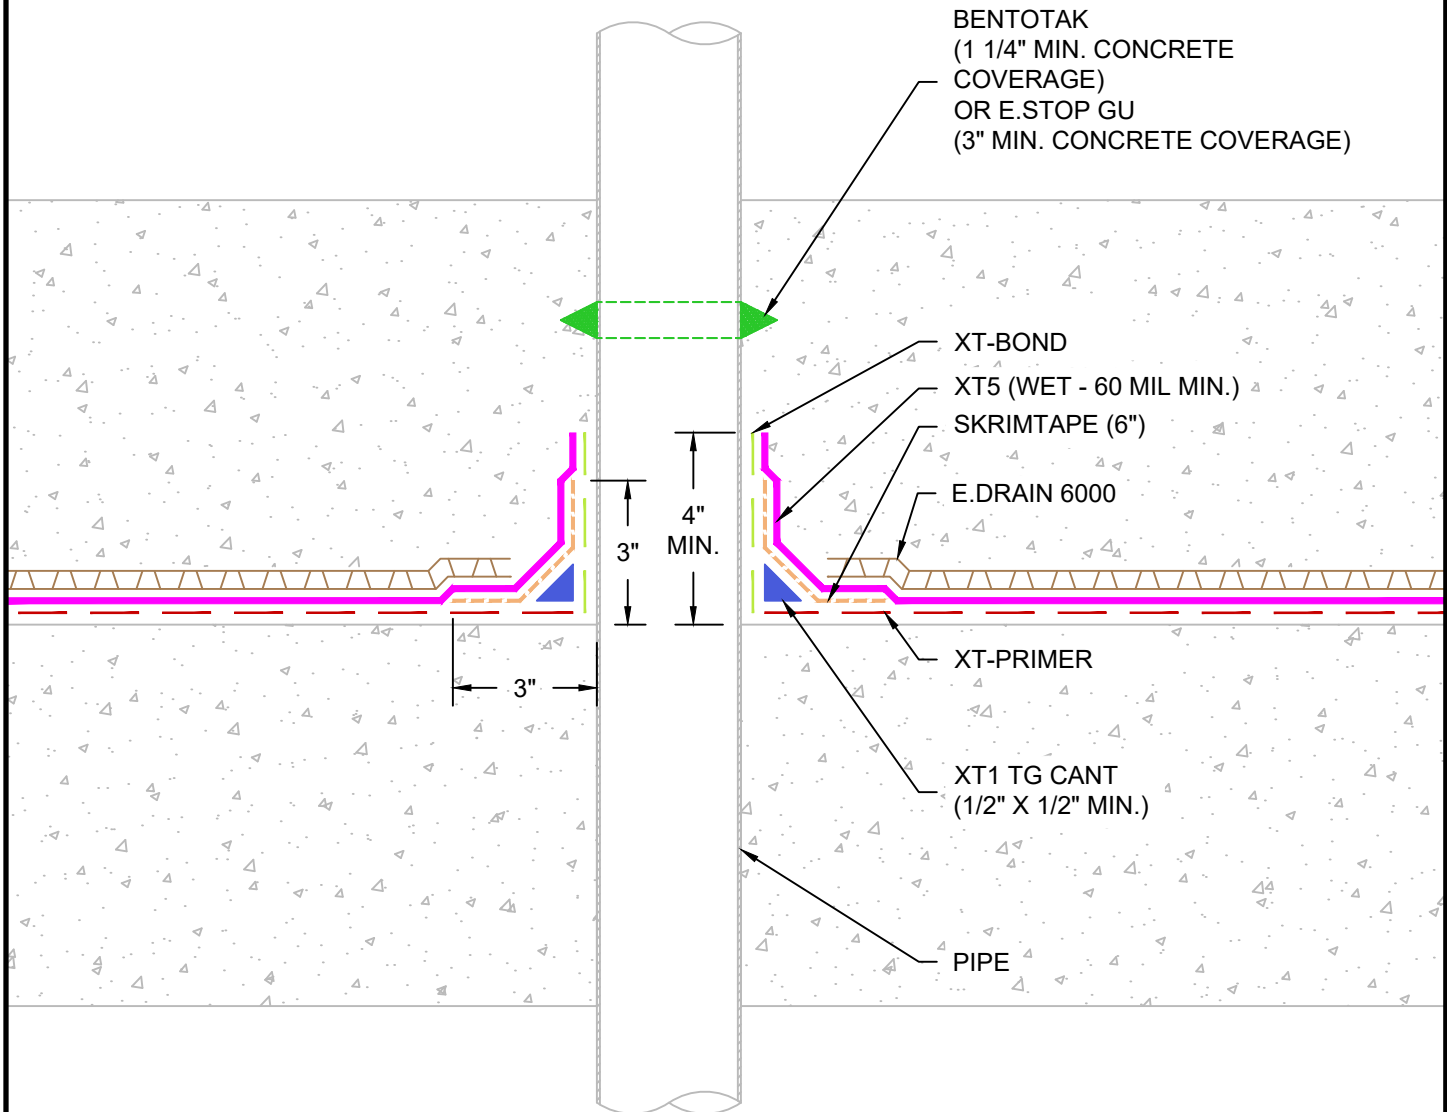 BENTOTAK
(1 1/4" MIN. CONCRETE
COVERAGE)
OR E.STOP GU
(3" MIN. CONCRETE COVERAGE)
XT-BOND
XT5 (WET - 60 MIL MIN.)
SKRIMTAPE (6")
E.DRAIN 6000
4"
MIN.
3"
3"
XT-PRIMER
XT1 TG CANT
(1/2" X 1/2" MIN.)
PIPE